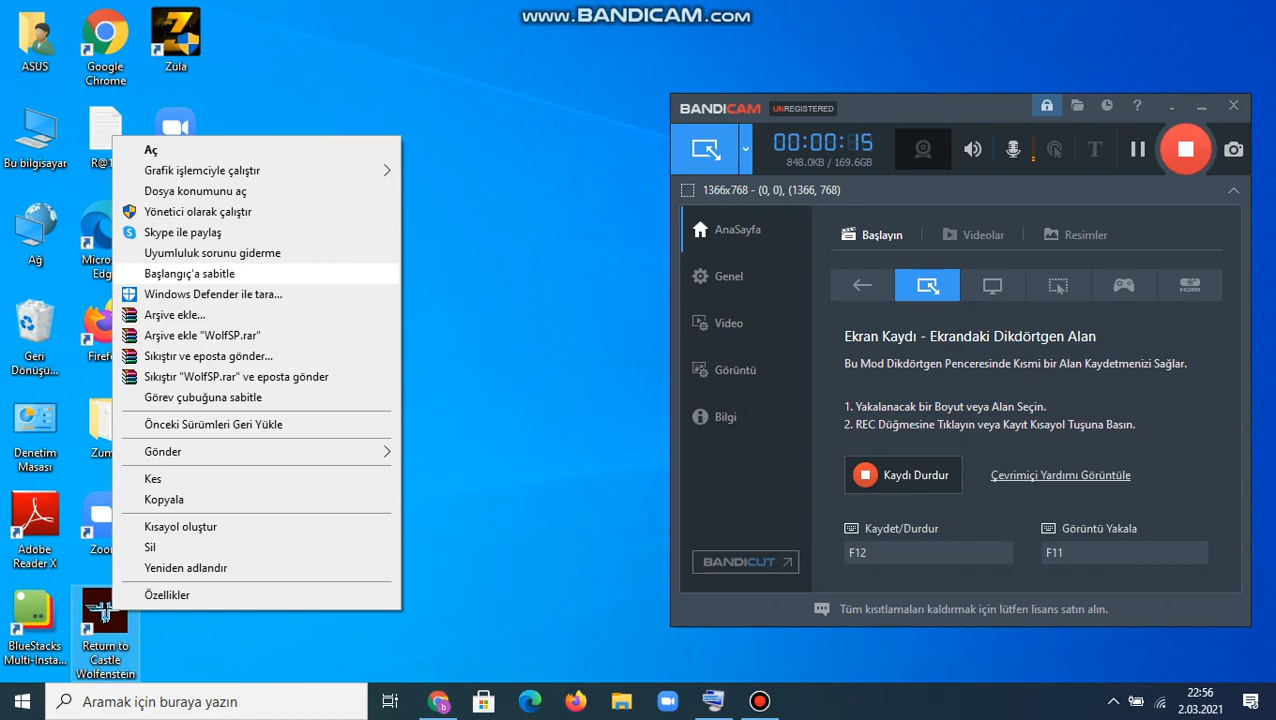 www.BANDICAM.com
ASUS
Google
Chrome
Zula
Bu bilgisayar
R@1
Ağ
Micro
Edg
Geri
Dönüşü...
Firef
Denetim
Masası
Zum
Adobe
Reader X
Zoo
BlueStacks
Multi-Insta...
Return to
Castle
Wolfenstein
Aç
Grafik işlemciyle çalıştır
Dosya konumunu aç
Yönetici olarak çalıştır
Skype ile paylaş
Uyumluluk sorunu giderme
Başlangıç'a sabitle
Windows Defender ile tara...
Arşive ekle...
Arşive ekle "WolfSP.rar"
Sıkıştır ve eposta gönder...
Sıkıştır "WolfSP.rar" ve eposta gönder
Görev çubuğuna sabitle
Önceki Sürümleri Geri Yükle
Gönder
Kes
Kopyala
Kısayol oluştur
Sil
Yeniden adlandır
Özellikler
BANDICAM UNREGISTERED
00:00:15
848.0KB / 169.6GB
1366x768 - (0, 0), (1366, 768)
AnaSayfa
Genel
Video
Görüntü
Bilgi
BANDICUT
Başlayın
Videolar
Resimler
HDMI
Ekran Kaydı - Ekrandaki Dikdörtgen Alan
Bu Mod Dikdörtgen Penceresinde Kısmi bir Alan Kaydetmenizi Sağlar.
1. Yakalanacak bir Boyut veya Alan Seçin.
2. REC Düğmesine Tıklayın veya Kayıt Kısayol Tuşuna Basın.
Kaydı Durdur
Çevrimiçi Yardımı Görüntüle
Kaydet/Durdur
Görüntü Yakala
F12
F11
Tüm kısıtlamaları kaldırmak için lütfen lisans satın alın.
Aramak için buraya yazın
22:56
2.03.2021